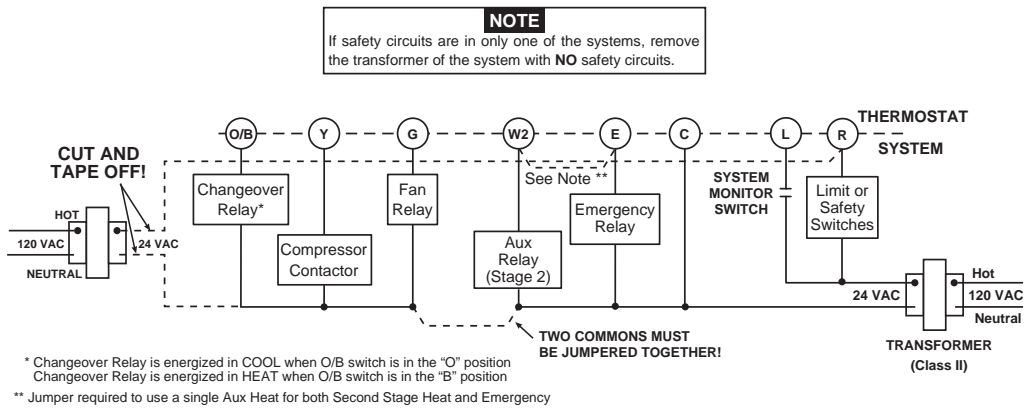 NOTE
If safety circuits are in only one of the systems, remove
the transformer of the system with NO safety circuits.
THERMOSTAT
O/B
Y
G
W2
E
C
L
R
SYSTEM
CUT AND
TAPE OFF!
See Note **
SYSTEM
MONITOR
SWITCH
Changeover
Relay*
Fan
Relay
Limit or
Safety
Switches
Emergency
Relay
HOT
120 VAC
24 VAC
NEUTRAL
Compressor
Contactor
Aux
Relay
(Stage 2)
24 VAC
Hot
120 VAC
Neutral
TWO COMMONS MUST
BE JUMPERED TOGETHER!
TRANSFORMER
(Class II)
* Changeover Relay is energized in COOL when O/B switch is in the “O” position
Changeover Relay is energized in HEAT when O/B switch is in the “B” position
** Jumper required to use a single Aux Heat for both Second Stage Heat and Emergency